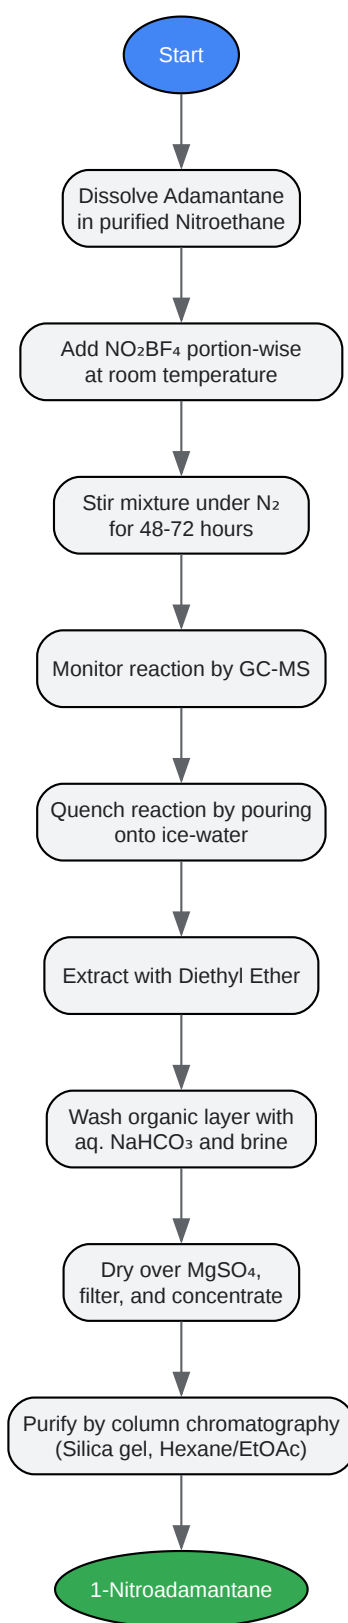 Start
Dissolve Adamantane
in purified Nitroethane
Add NO₂BF₄ portion-wise
at room temperature
Stir mixture under N₂
for 48-72 hours
Monitor reaction by GC-MS
Quench reaction by pouring
onto ice-water
Extract with Diethyl Ether
Wash organic layer with
aq. NaHCO₃ and brine
Dry over MgSO₄,
filter, and concentrate
Purify by column chromatography
(Silica gel, Hexane/EtOAc)
1-Nitroadamantane